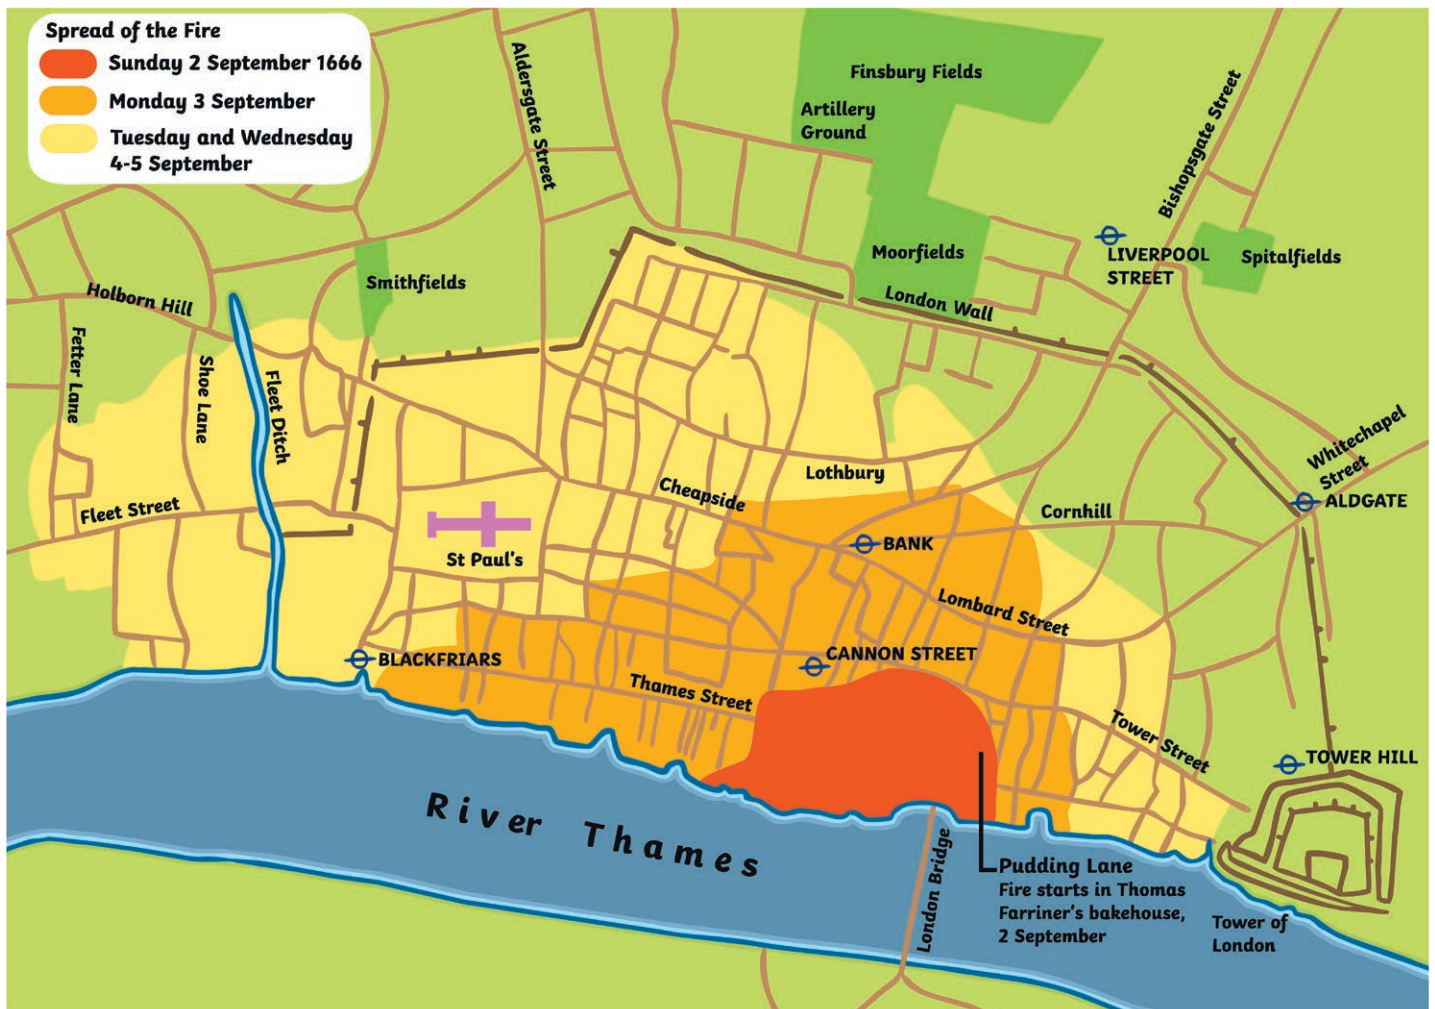 Spread of the Fire
Sunday 2 September 1666
Monday 3 September
Tuesday and Wednesday
4-5 September
Aldersgate Street
Finsbury Fields
Artillery
Ground
Bishopsgate Street
Moorfields
LIVERPOOL
STREET
Spitalfields
Smithfields
Holborn Hill
London Wall
Fetter Lane
Shoe Lane
Fleet Ditch
Whitechapel
Street
Lothbury
Cheapside
Fleet Street
Cornhill
ALDGATE
BANK
St Paul's
Lombard Street
BLACKFRIARS
CANNON STREET
Thames Street
Tower Street
TOWER HILL
River Thames
London Bridge
Pudding Lane
Fire starts in Thomas
Farriner's bakehouse,
2 September
Tower of
London